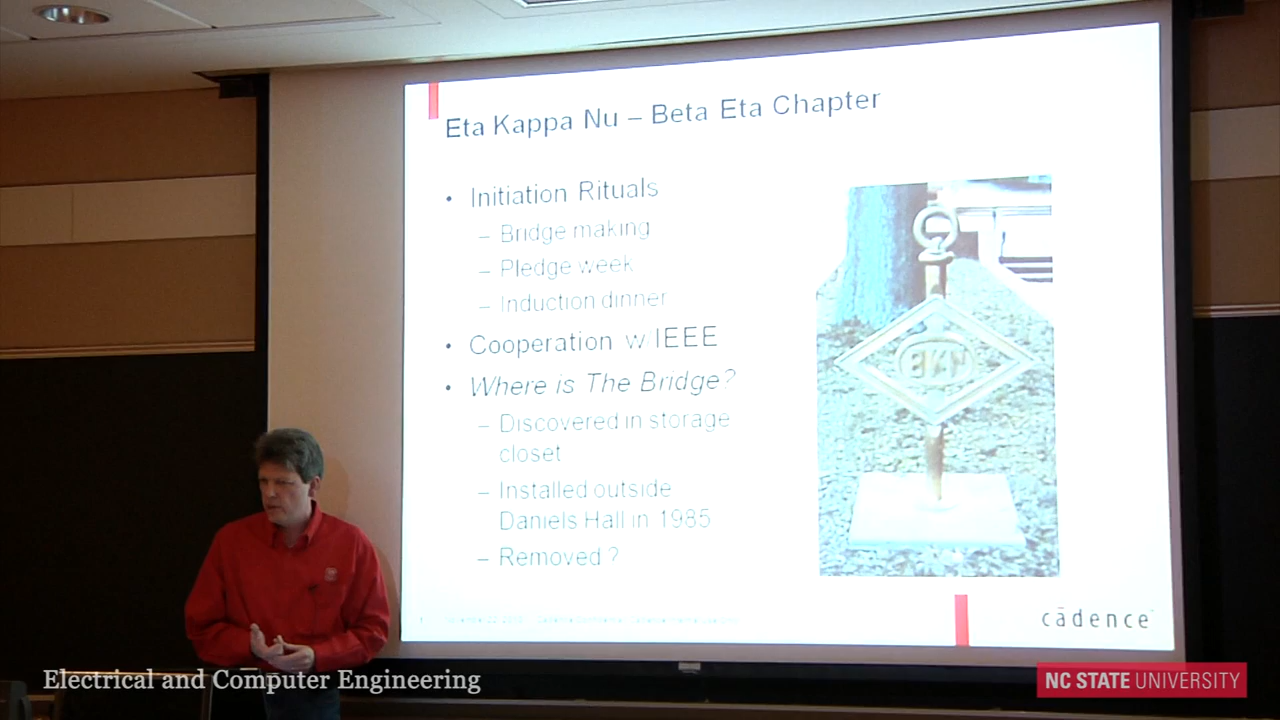 Eta Kappa Nu – Beta Eta Chapter
• Initiation Rituals
– Bridge making
– Pledge week
– Induction dinner
• Cooperation w/IEEE
• Where is The Bridge?
– Discovered in storage
closet
– Installed outside
Daniels Hall in 1985
– Removed ?
cādence
Electrical and Computer Engineering
NC STATE UNIVERSITY